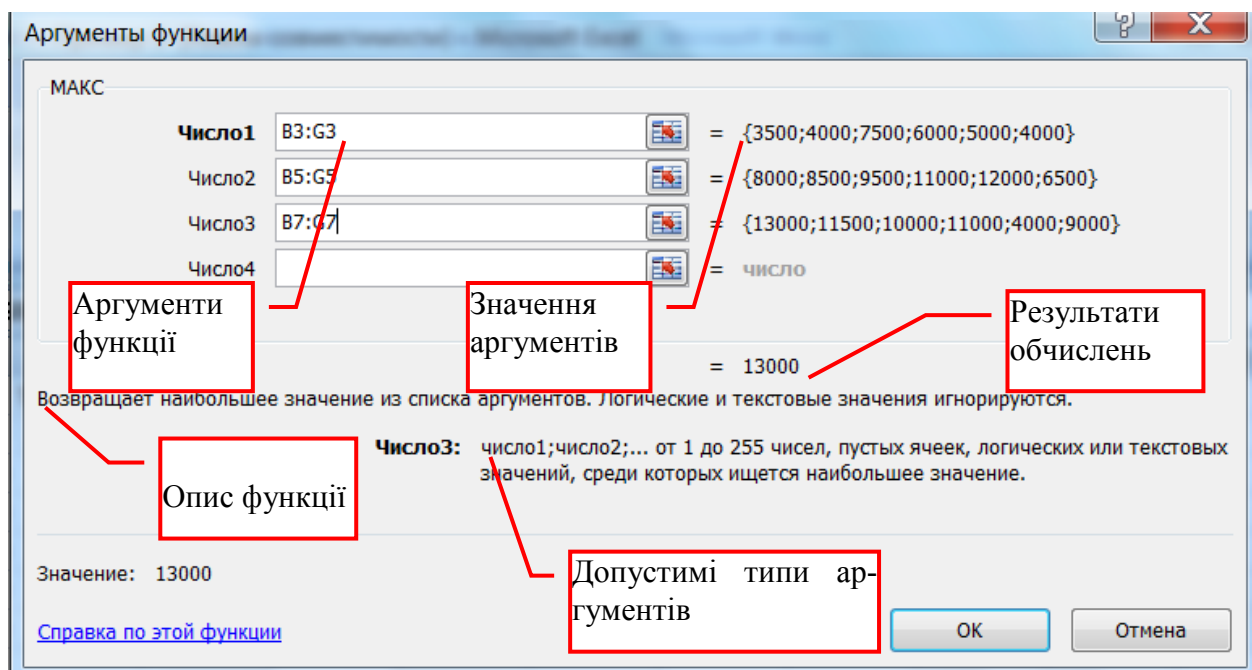 Аргументы функции
МАКС
Число1 B3:G3 = {3500;4000;7500;6000;5000;4000}
Число2 B5:G5 = {8000;8500;9500;11000;12000;6500}
Число3 B7:G7 = {13000;11500;10000;11000;4000;9000}
Число4 = число
Аргументи
функції
Значення
аргументів
Результати
обчислень
= 13000
Возвращает наибольшее значение из списка аргументов. Логические и текстовые значения игнорируются.
Число3: число1;число2;... от 1 до 255 чисел, пустых ячеек, логических или текстовых
значений, среди которых ищется наибольшее значение.
Опис функції
Допустимі типи ар-
гументів
Значение: 13000
Справка по этой функции
ОК
Отмена